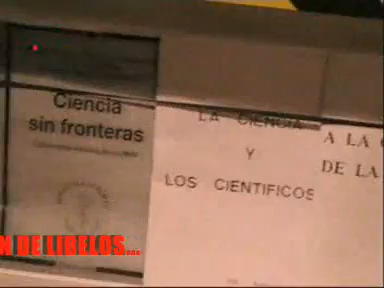 Ciencia
sin fronteras
LA CIENCIA
Y
LOS CIENTIFICOS
A LA
DE LA
N DE LIBELOS...